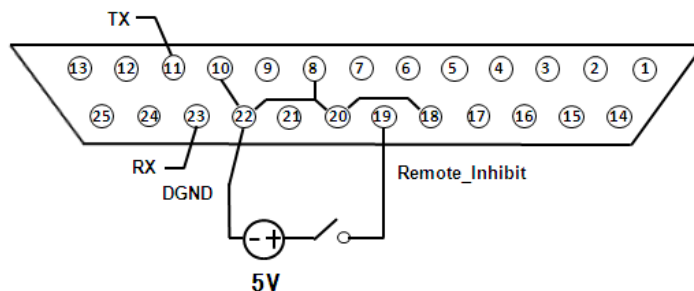 TX
13 12 11 10 9 8 7 6 5 4 3 2 1
25 24 23 22 21 20 19 18 17 16 15 14
RX
Remote_Inhibit
DGND
- +
5V